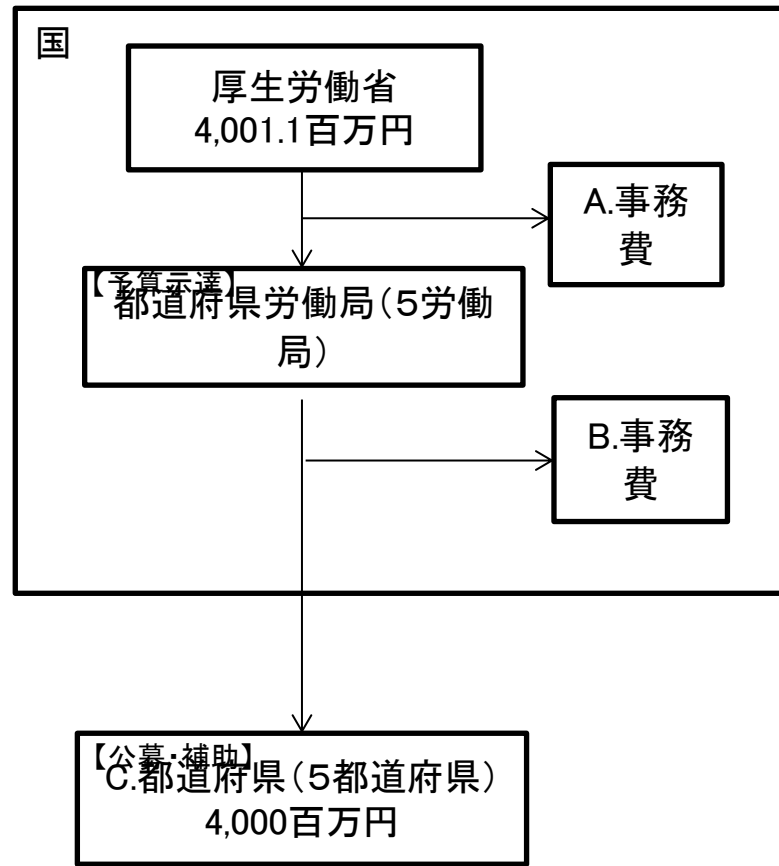 国
厚生労働省
4,001.1百万円
A.事務
費
【予算示達】
都道府県労働局(5労働
局)
B.事務
費
【公募・補助】
C.都道府県(5都道府県)
4,000百万円